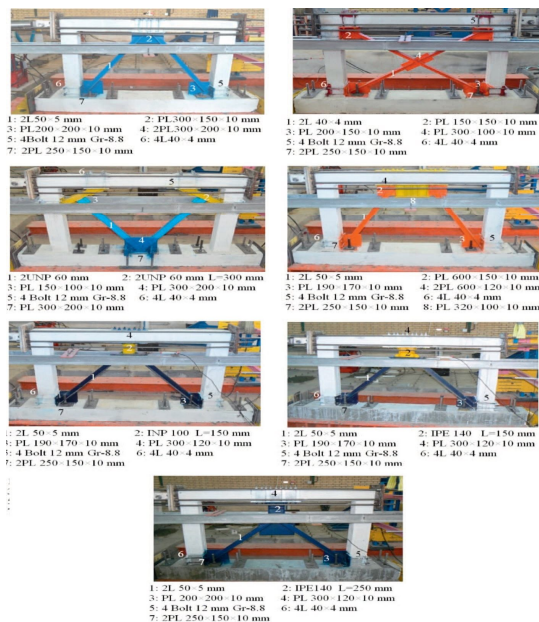 1: 2L50×5 mm 2: PL300×150×10 mm
3: PL200×200×10 mm 4: 2PL300×200×10 mm
5: 4Bolt 12 mm Gr-8.8 6: 4L40×4 mm
7: 2PL 250×150×10 mm
1: 2L 40×4 mm 2: PL 150×150×10 mm
3: PL 200×150×10 mm 4: PL 300×100×10 mm
5: 4 Bolt 12 mm Gr-8.8 6: 4L 40×4 mm
7: 2PL 250×150×10 mm
1: 2UNP 60 mm 2: 2UNP 60 mm L=300 mm
3: PL 150×100×10 mm 4: PL 300×200×10 mm
5: 4 Bolt 12 mm Gr-8.8 6: 4L 40×4 mm
7: PL 300×200×10 mm
1: 2L 50×5 mm 2: PL 600×150×10 mm
3: PL 190×170×10 mm 4: 2PL 600×120×10 mm
5: 4 Bolt 12 mm Gr-8.8 6: 4L 40×4 mm
7: 2PL 250×150×10 mm 8: PL 320×100×10 mm
: 2L 50×5 mm 2: INP 100 L=150 mm
: PL 190×170×10 mm 4: PL 300×120×10 mm
: 4 Bolt 12 mm Gr-8.8 6: 4L 40×4 mm
7: 2PL 250×150×10 mm
1: 2L 50×5 mm 2: IPE 140 L=150 mm
3: PL 190×170×10 mm 4: PL 300×120×10 mm
5: 4 Bolt 12 mm Gr-8.8 6: 4L 40×4 mm
7: 2PL 250×150×10 mm
1: 2L 50×5 mm 2: IPE140 L=250 mm
3: PL 200×200×10 mm 4: PL 300×120×10 mm
5: 4 Bolt 12 mm Gr-8.8 6: 4L 40×4 mm
7: 2PL 250×150×10 mm